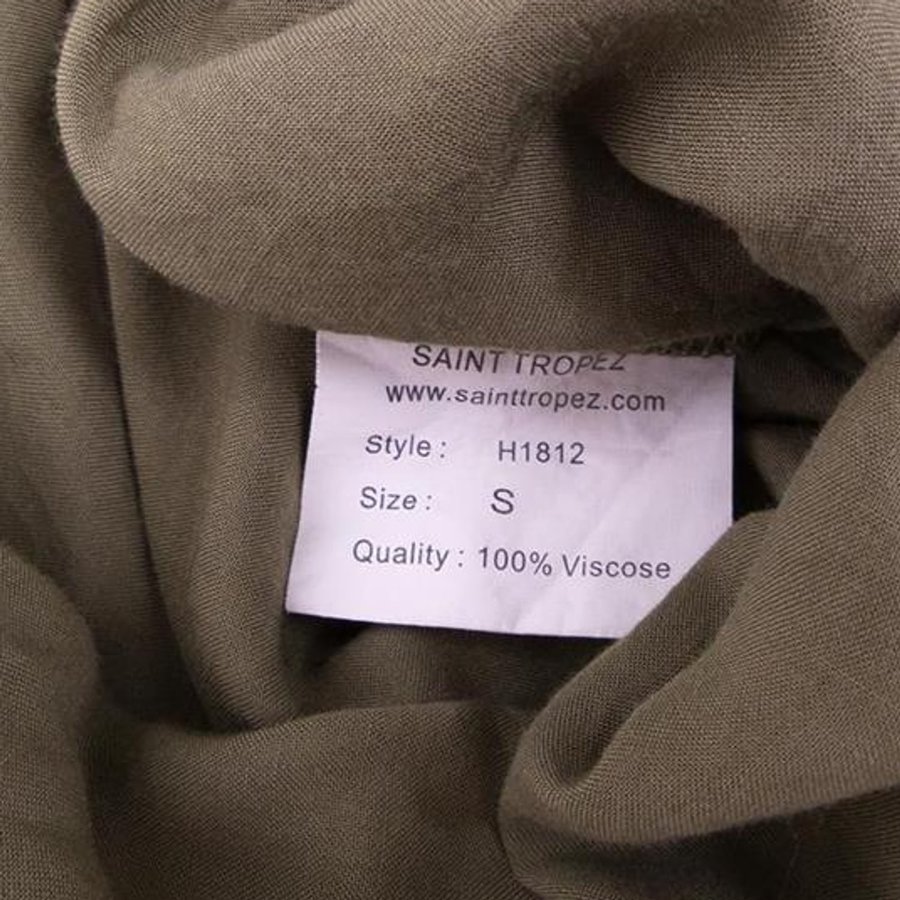 SAINT TROPEZ
www.sainttropez.com
Style : H1812
Size : S
Quality : 100% Viscose